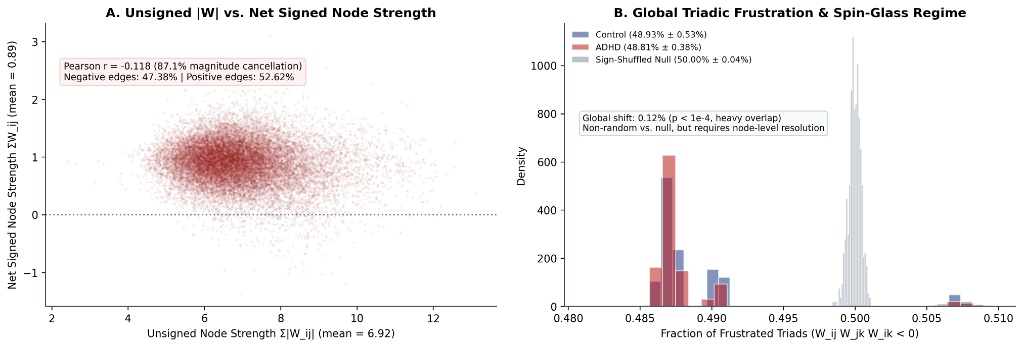 A. Unsigned |W| vs. Net Signed Node Strength
Net Signed Node Strength ΣW_ij (mean = 0.89)
3
2
1
0
−1
Pearson r = -0.118 (87.1% magnitude cancellation)
Negative edges: 47.38% | Positive edges: 52.62%
2
4
6
8
10
12
Unsigned Node Strength Σ|W_ij| (mean = 6.92)
B. Global Triadic Frustration & Spin-Glass Regime
Density
1000
800
600
400
200
0
Control (48.93% ± 0.53%)
ADHD (48.81% ± 0.38%)
Sign-Shuffled Null (50.00% ± 0.04%)
Global shift: 0.12% (p < 1e-4, heavy overlap)
Non-random vs. null, but requires node-level resolution
0.480
0.485
0.490
0.495
0.500
0.505
0.510
Fraction of Frustrated Triads (W_ij W_jk W_ik < 0)